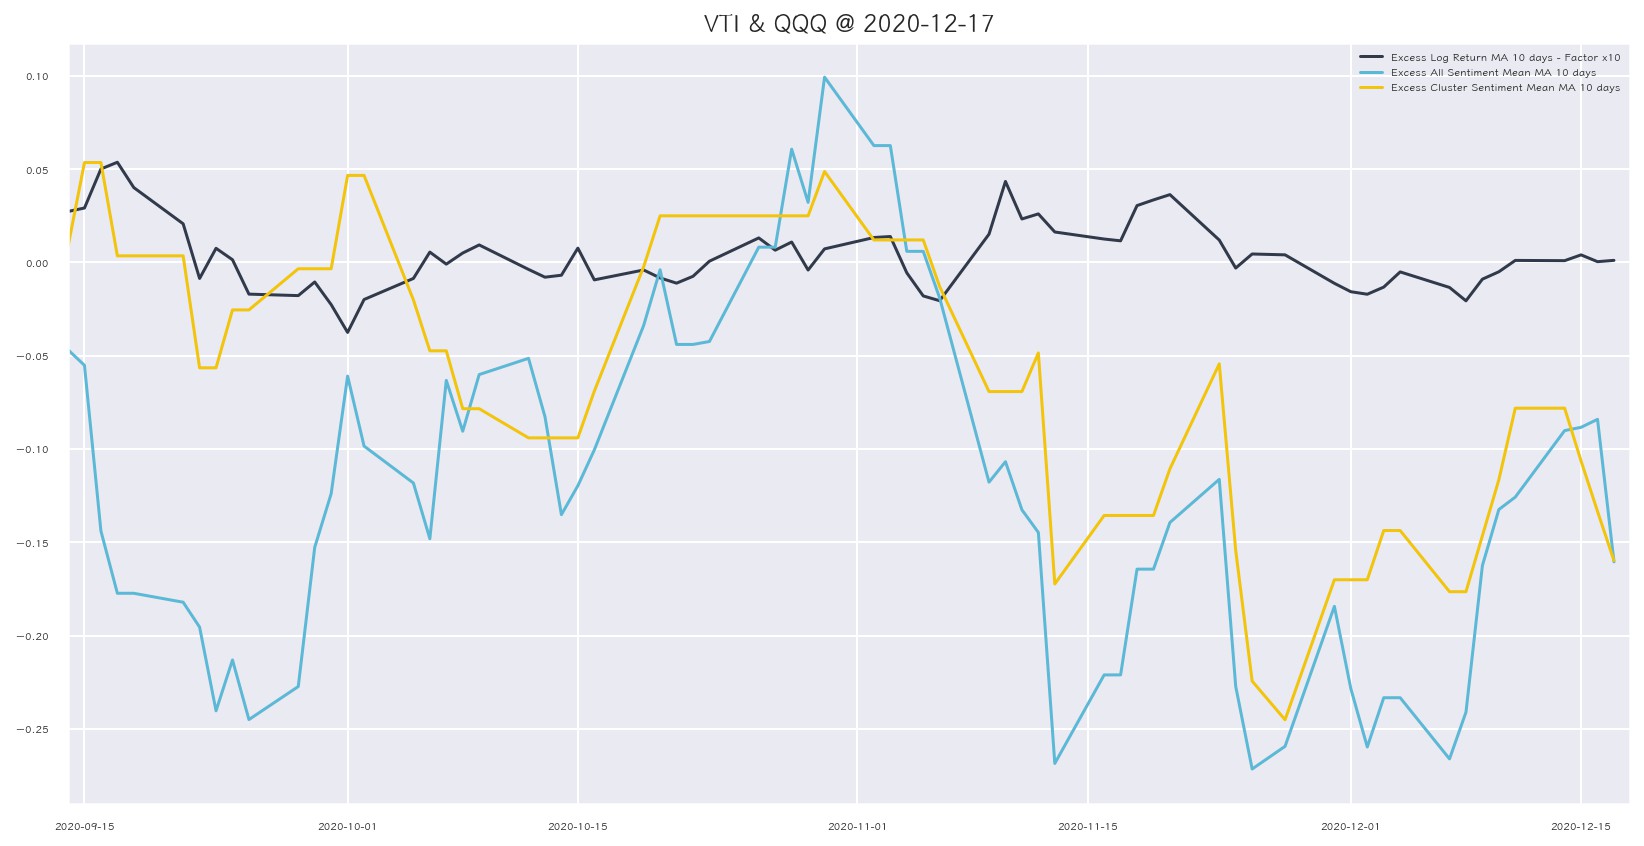 VTI & QQQ @ 2020-12-17
Excess Log Return MA 10 days - Factor x10
Excess All Sentiment Mean MA 10 days
Excess Cluster Sentiment Mean MA 10 days
0.10
0.05
0.00
−0.05
−0.10
−0.15
−0.20
−0.25
2020-09-15 2020-10-01 2020-10-15 2020-11-01 2020-11-15 2020-12-01 2020-12-15